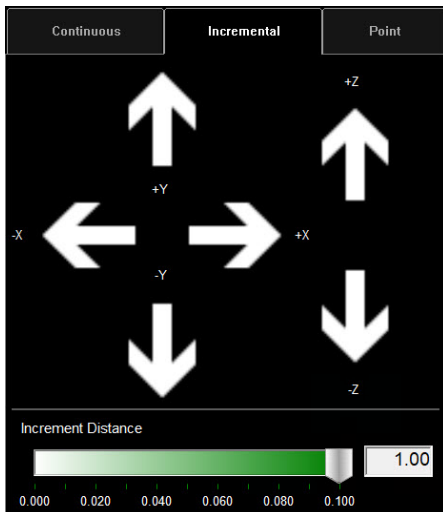 Continuous Incremental Point
+Z
+Y
-X +X
-Y
-Z
Increment Distance
1.00
0.000 0.020 0.040 0.060 0.080 0.100